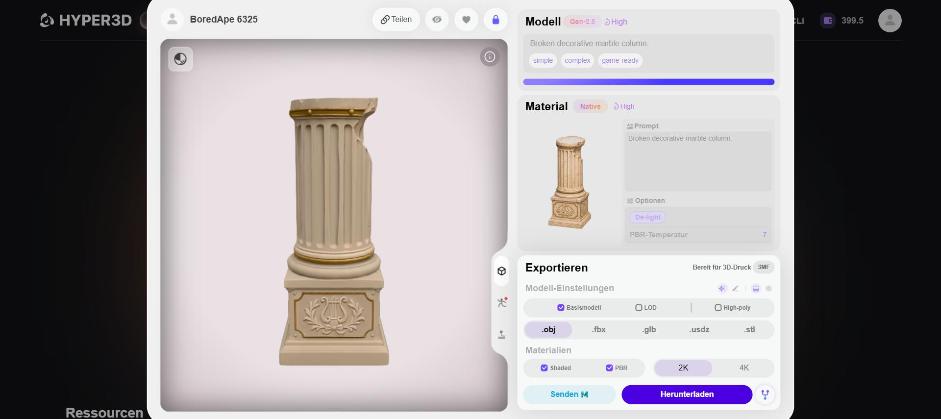 HYPER3D
BoredApe 6325
Teilen
CLI
399.5
Modell Gen-2.5 High
Broken decorative marble column.
simple complex game ready
Material Native High
Prompt
Broken decorative marble column.
Optionen
De-light
PBR-Temperatur 7
Exportieren
Bereit für 3D-Druck 3MF
Modell-Einstellungen
Basismodell LOD High-poly
.obj .fbx .glb .usdz .stl
Materialien
Shaded PBR 2K 4K
Senden Herunterladen
Ressourcen